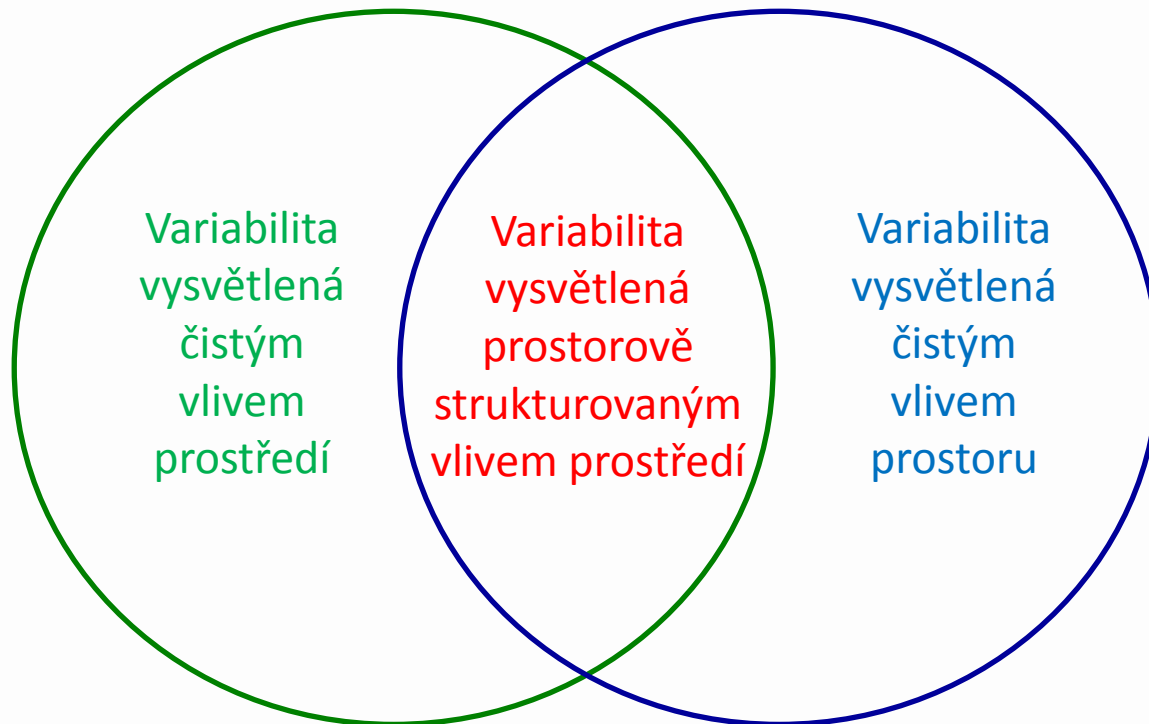 Variabilita
vysvětlená
čistým
vlivem
prostředí
Variabilita
vysvětlená
prostorově
strukturovaným
vlivem prostředí
Variabilita
vysvětlená
čistým
vlivem
prostoru